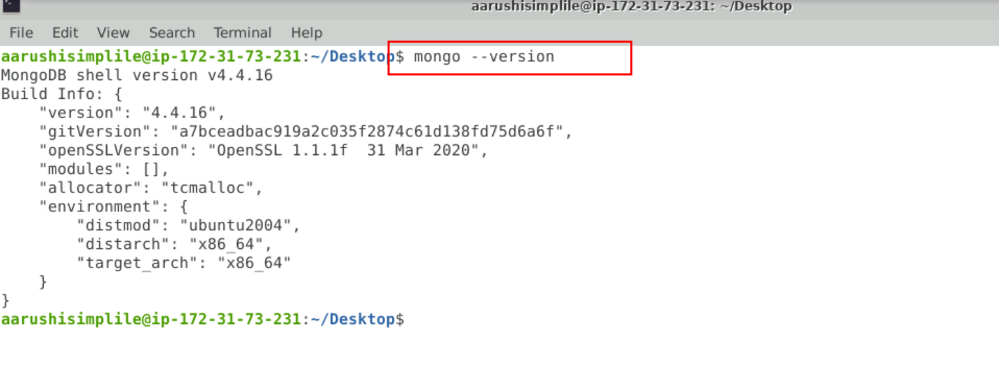 aarushisimplile@ip-172-31-73-231: ~/Desktop
File Edit View Search Terminal Help
aarushisimplile@ip-172-31-73-231:~/Desktop$ mongo --version
MongoDB shell version v4.4.16
Build Info: {
    "version": "4.4.16",
    "gitVersion": "a7bceadbac919a2c035f2874c61d138fd75d6a6f",
    "openSSLVersion": "OpenSSL 1.1.1f  31 Mar 2020",
    "modules": [],
    "allocator": "tcmalloc",
    "environment": {
        "distmod": "ubuntu2004",
        "distarch": "x86_64",
        "target_arch": "x86_64"
    }
}
aarushisimplile@ip-172-31-73-231:~/Desktop$